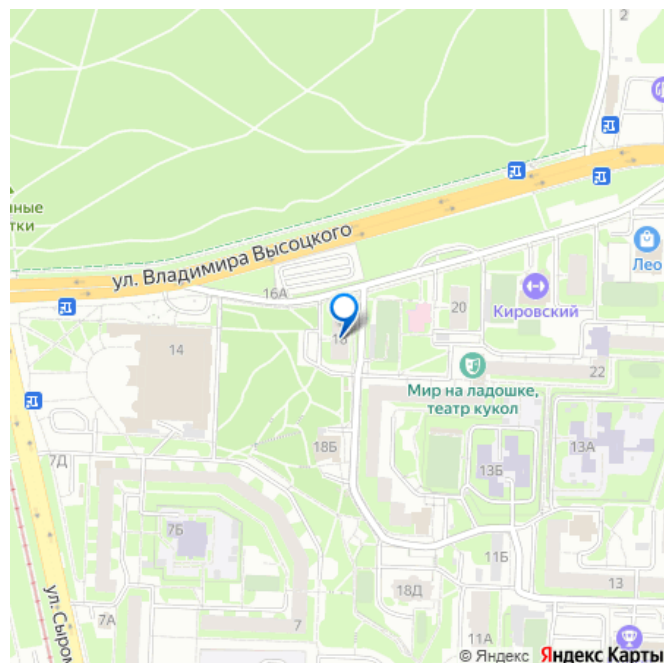 2
нные
тки
ул. Владимира Высоцкого
Лео
16А
20
Кировский
18
14
22
Мир на ладошке,
театр кукол
18Б
13А
7Д
13Б
7Б
11Б
18Д
13
ул. Сыром
7А
7
11А
© Яндекс Яндекс Карты